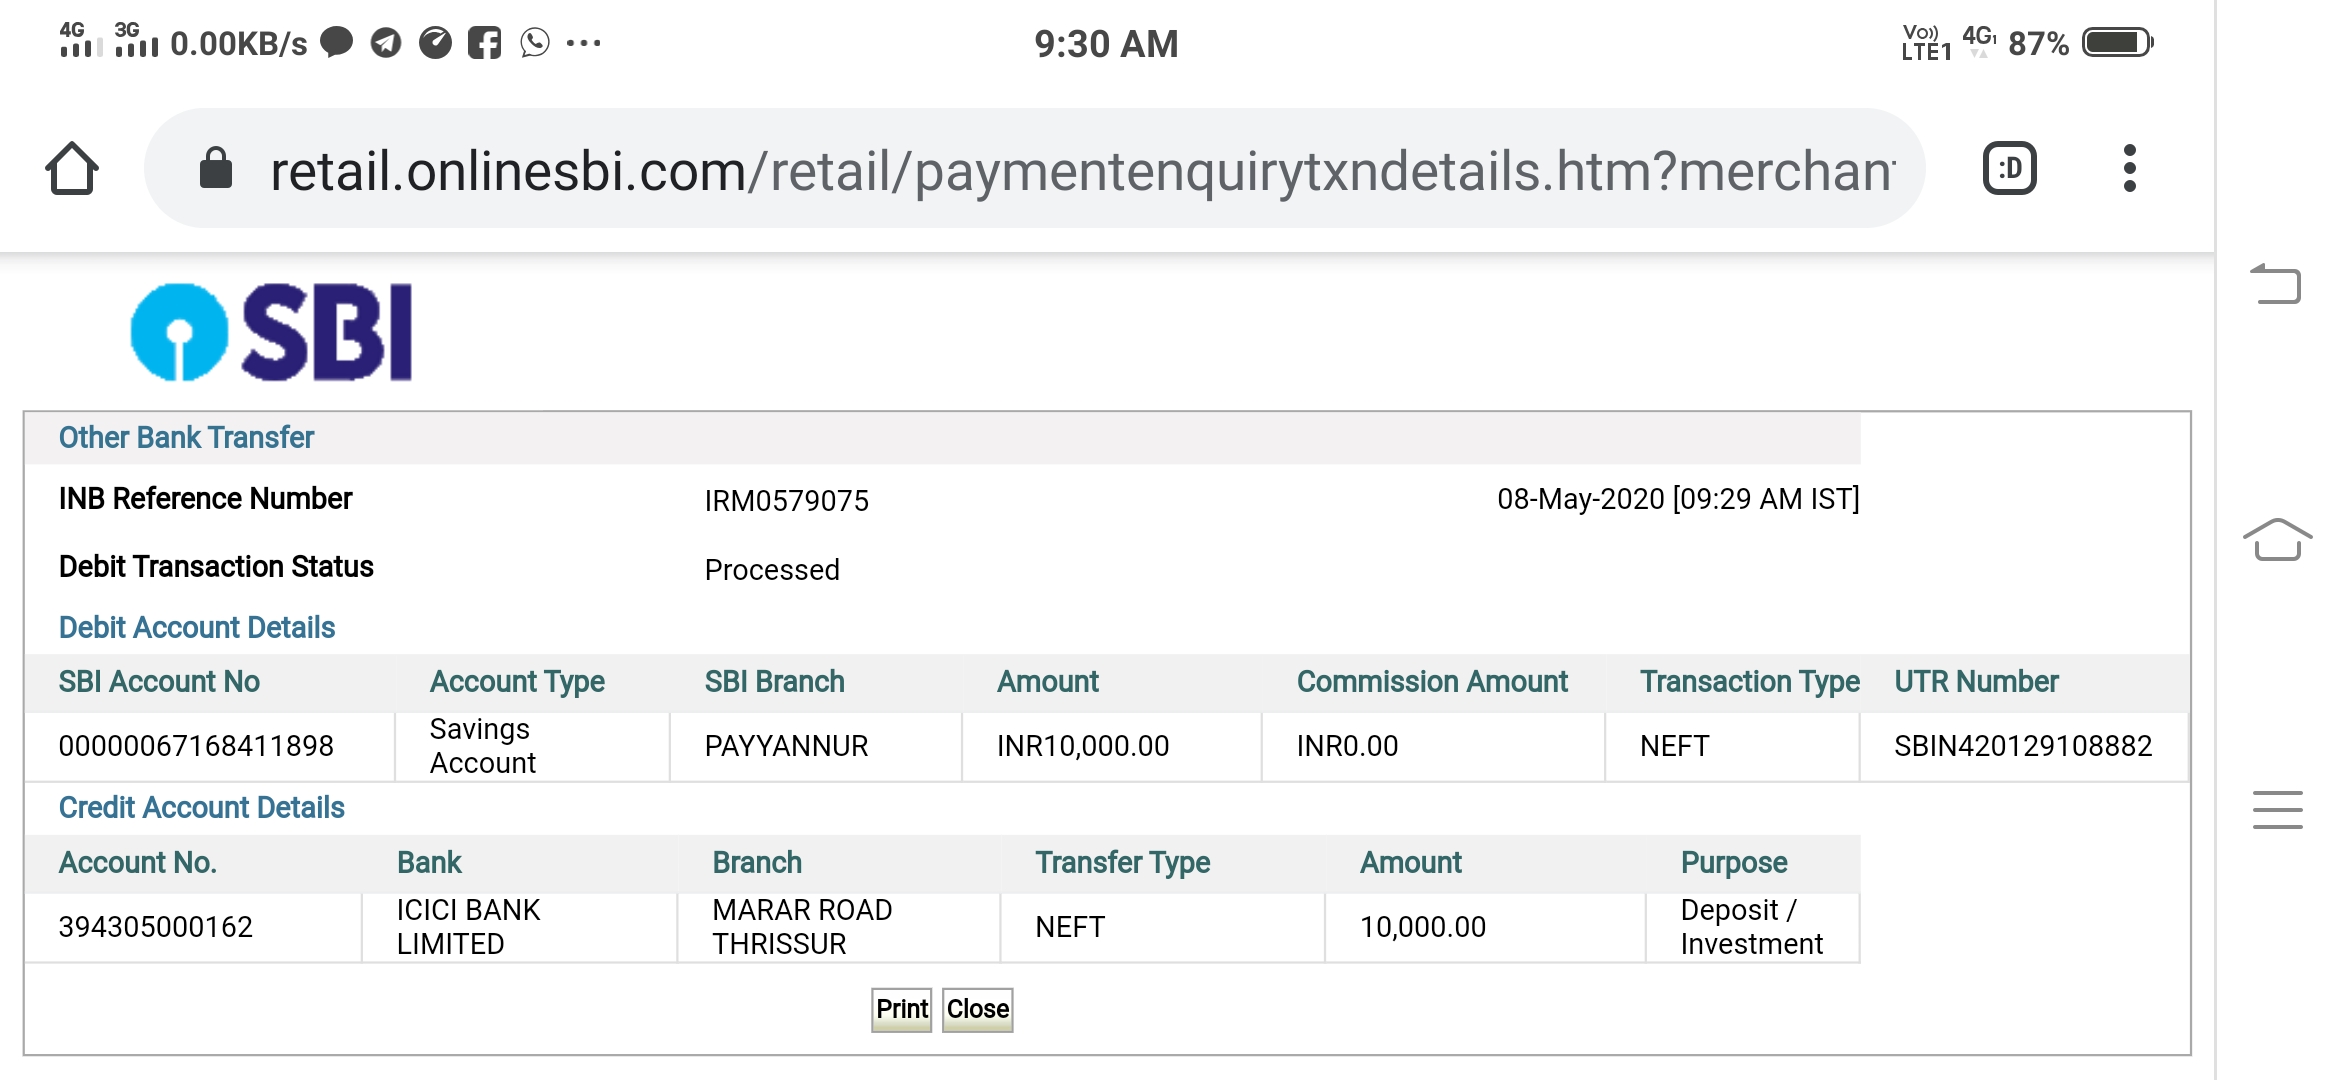 4G 3G 0.00KB/s 9:30 AM Vo)) LTE1 4G1 87%
retail.onlinesbi.com/retail/paymentenquirytxndetails.htm?merchant
:D
SBI
Other Bank Transfer
INB Reference Number IRM0579075 08-May-2020 [09:29 AM IST]
Debit Transaction Status Processed
Debit Account Details
SBI Account No Account Type SBI Branch Amount Commission Amount Transaction Type UTR Number
00000067168411898 Savings Account PAYYANNUR INR10,000.00 INR0.00 NEFT SBIN420129108882
Credit Account Details
Account No. Bank Branch Transfer Type Amount Purpose
394305000162 ICICI BANK LIMITED MARAR ROAD THRISSUR NEFT 10,000.00 Deposit / Investment
Print Close